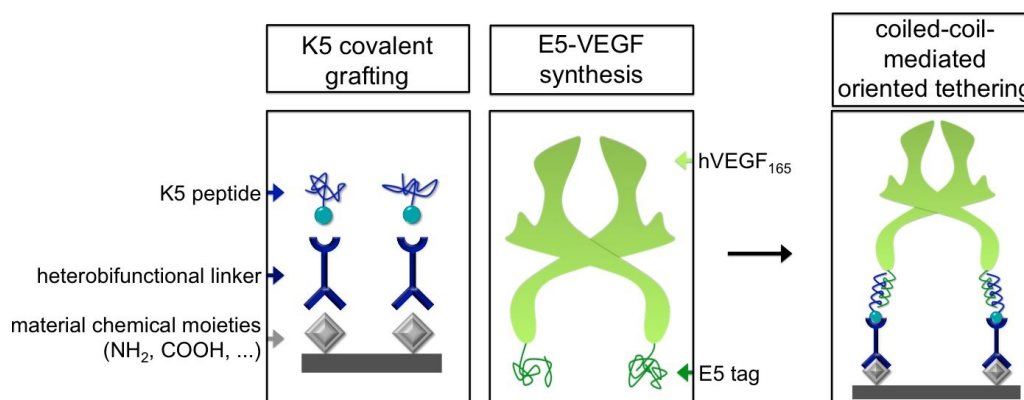 K5 covalent
grafting
E5-VEGF
synthesis
coiled-coil-
mediated
oriented tethering
K5 peptide
heterobifunctional linker
material chemical moieties
(NH₂, COOH, ...)
hVEGF₁₆₅
E5 tag